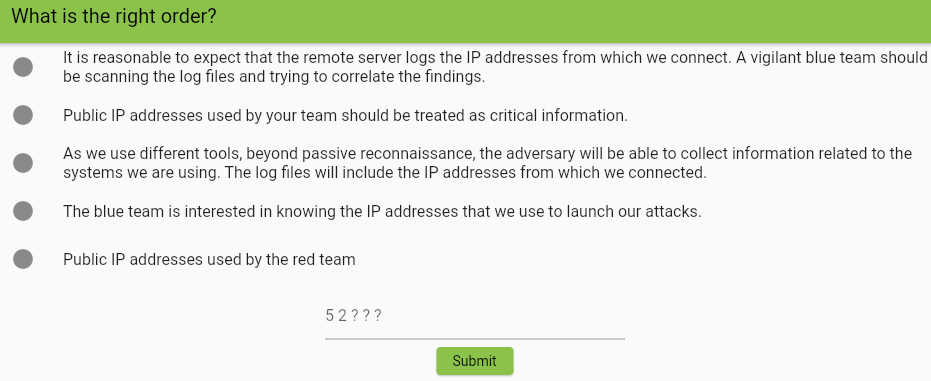 What is the right order?
It is reasonable to expect that the remote server logs the IP addresses from which we connect. A vigilant blue team should
be scanning the log files and trying to correlate the findings.
Public IP addresses used by your team should be treated as critical information.
As we use different tools, beyond passive reconnaissance, the adversary will be able to collect information related to the
systems we are using. The log files will include the IP addresses from which we connected.
The blue team is interested in knowing the IP addresses that we use to launch our attacks.
Public IP addresses used by the red team
5 2 ? ? ?
Submit